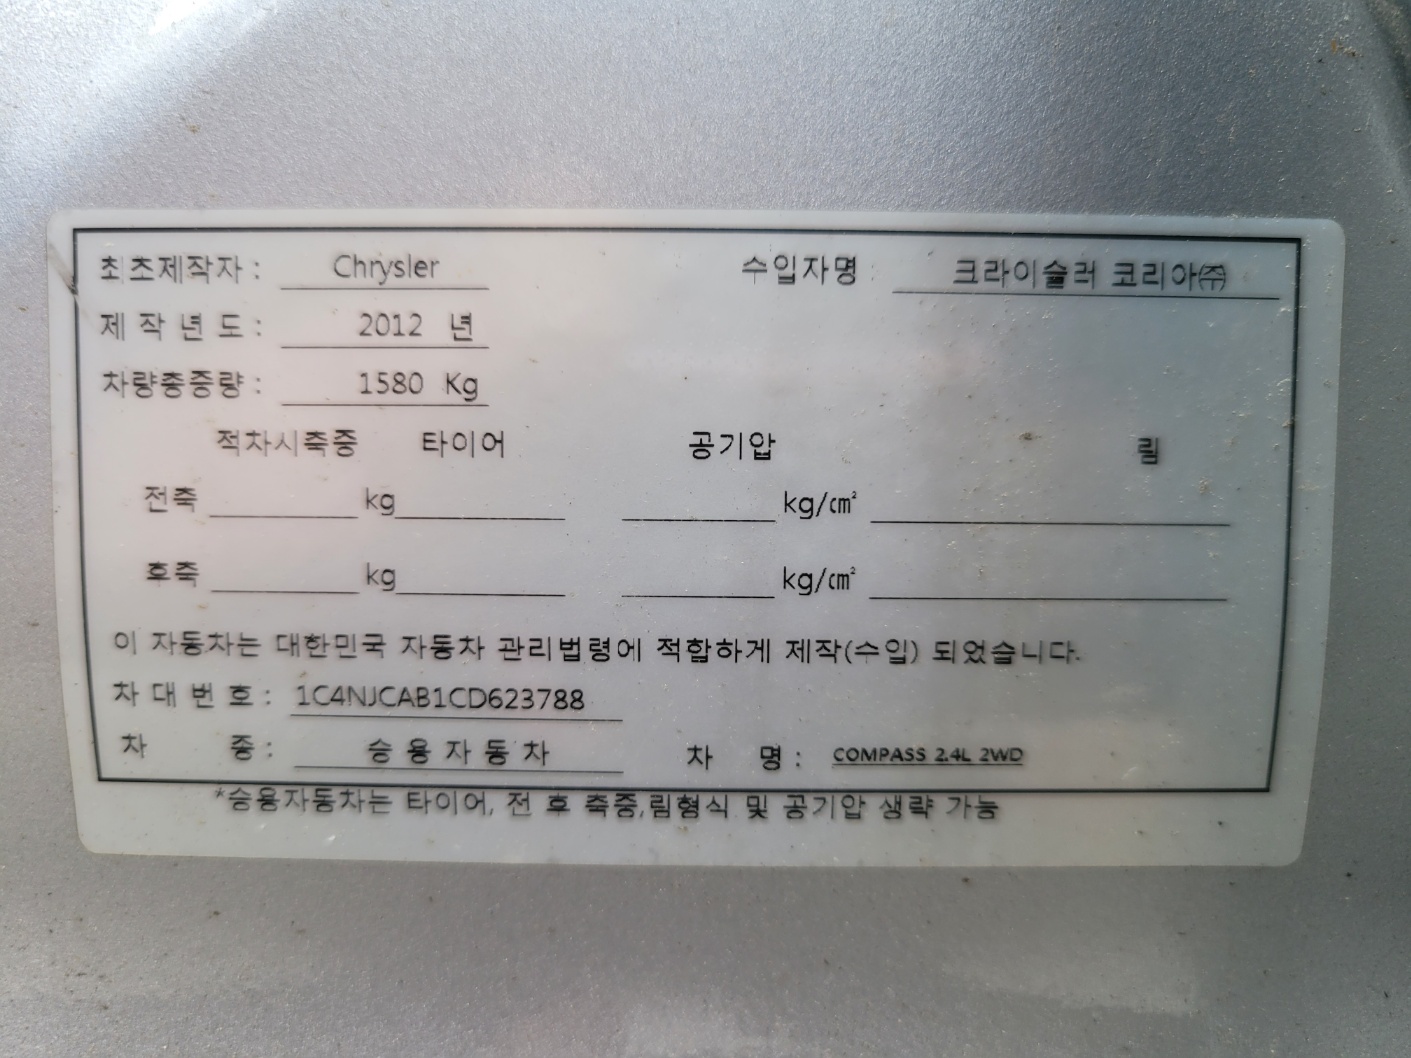 최초제작자 : Chrysler 수입자명 : 크라이슬러 코리아㈜
제 작 년 도 : 2012 년
차량총중량 : 1580 Kg
적차시축중 타이어 공기압 림
전축 kg kg/㎠
후축 kg kg/㎠
이 자동차는 대한민국 자동차 관리법령에 적합하게 제작(수입) 되었습니다.
차 대 번 호 : 1C4NJCAB1CD623788
차 종 : 승 용 자 동 차 차 명 : COMPASS 2.4L 2WD
*승용자동차는 타이어, 전 후 축중,림형식 및 공기압 생략 가능